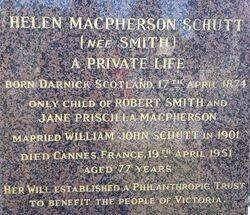 HELEN MACPHERSON SCHUTT
(NÉE SMITH)
A PRIVATE LIFE
BORN DARNICK SCOTLAND, 17TH APRIL 1874
ONLY CHILD OF ROBERT SMITH AND
JANE PRISCILLA MACPHERSON
MARRIED WILLIAM JOHN SCHUTT IN 1901
DIED CANNES, FRANCE, 19TH APRIL 1951
AGED 77 YEARS
HER WILL ESTABLISHED A PHILANTHROPIC TRUST
TO BENEFIT THE PEOPLE OF VICTORIA.